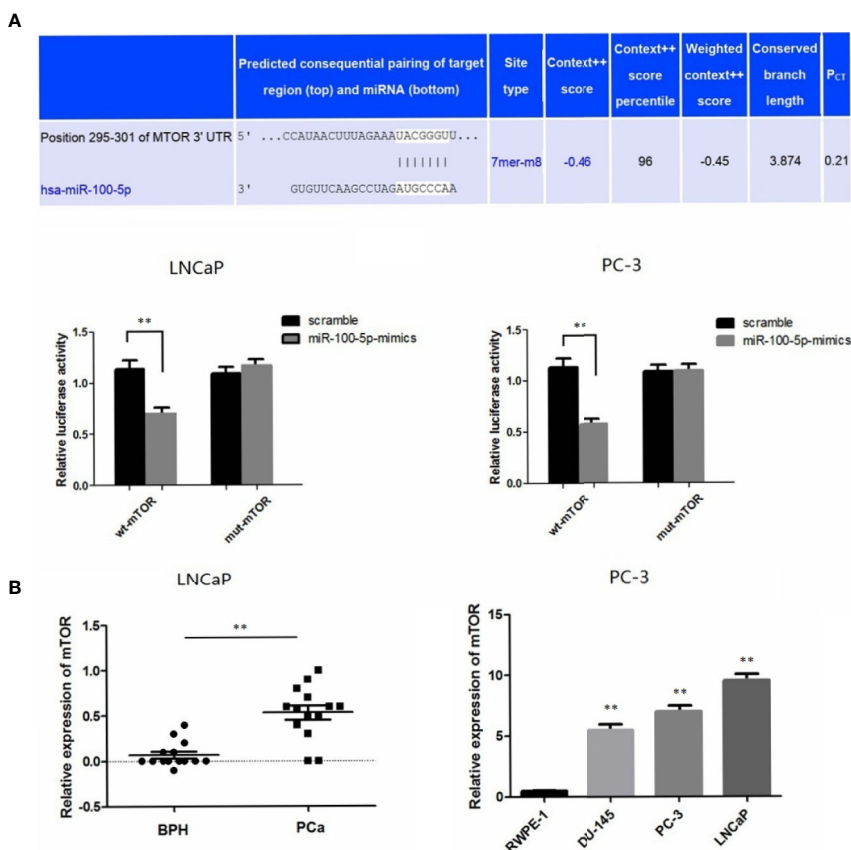 A
Predicted consequential pairing of target
region (top) and miRNA (bottom)
Site
type
Context++
score
Context++
score
percentile
Weighted
context++
score
Conserved
branch
length
PCT
Position 295-301 of MTOR 3' UTR 5' ...CCAUAACUUUAGAAAUACGGGUU...
|||||||
hsa-miR-100-5p 3' GUGUUCAAGCCUAGAUGCCCAA
7mer-m8 -0.46 96 -0.45 3.874 0.21
LNCaP
Relative luciferase activity
1.5
1.0
0.5
0.0
**
scramble
miR-100-5p-mimics
wt-mTOR
mut-mTOR
PC-3
Relative luciferase activity
1.5
1.0
0.5
0.0
**
scramble
miR-100-5p-mimics
wt-mTOR
mut-mTOR
B
LNCaP
Relative expression of mTOR
1.5
1.0
0.5
0.0
-0.5
**
BPH
PCa
PC-3
Relative expression of mTOR
15
10
5
0
**
**
**
RWPE-1
DU-145
PC-3
LNCaP